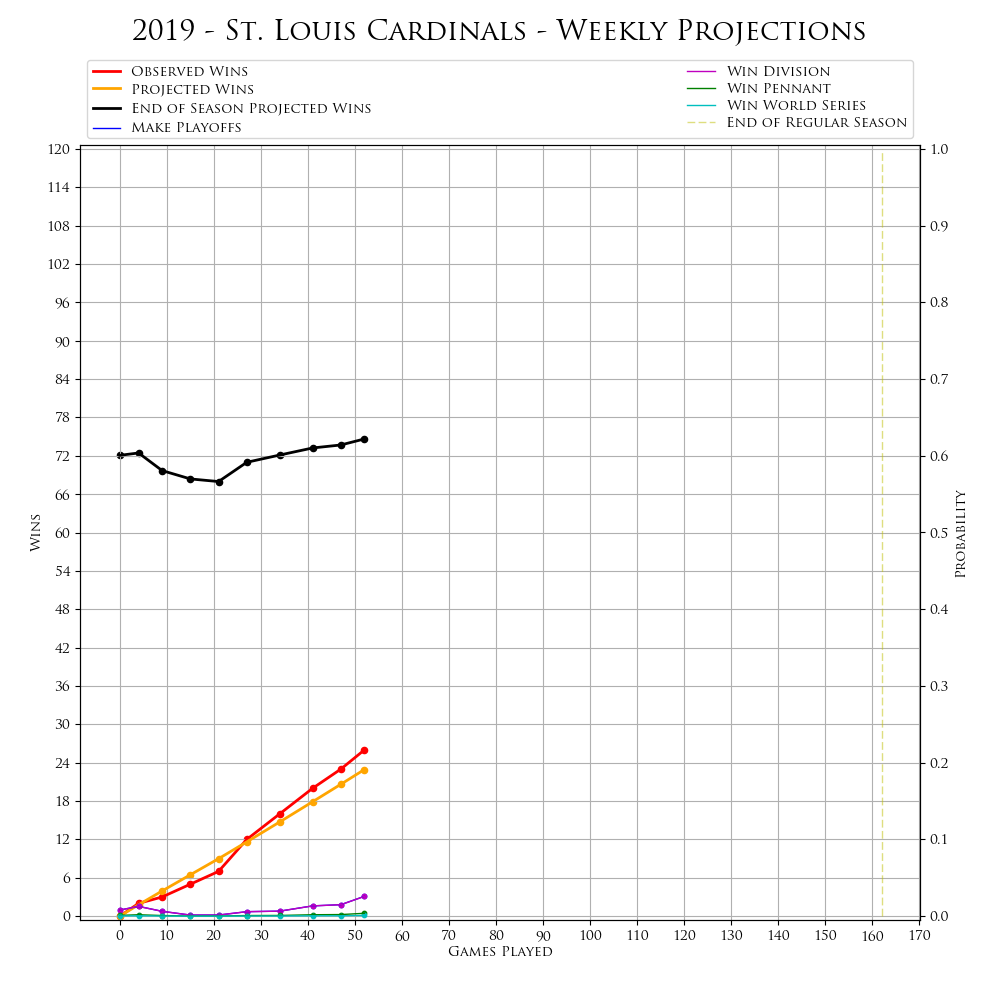 2019 - St. Louis Cardinals - Weekly Projections
Observed Wins
Projected Wins
End of Season Projected Wins
Make Playoffs
Win Division
Win Pennant
Win World Series
End of Regular Season
120
114
108
102
96
90
84
78
72
66
60
54
48
42
36
30
24
18
12
6
0
Wins
1.0
0.9
0.8
0.7
0.6
0.5
0.4
0.3
0.2
0.1
0.0
Probability
0 10 20 30 40 50 60 70 80 90 100 110 120 130 140 150 160 170
Games Played